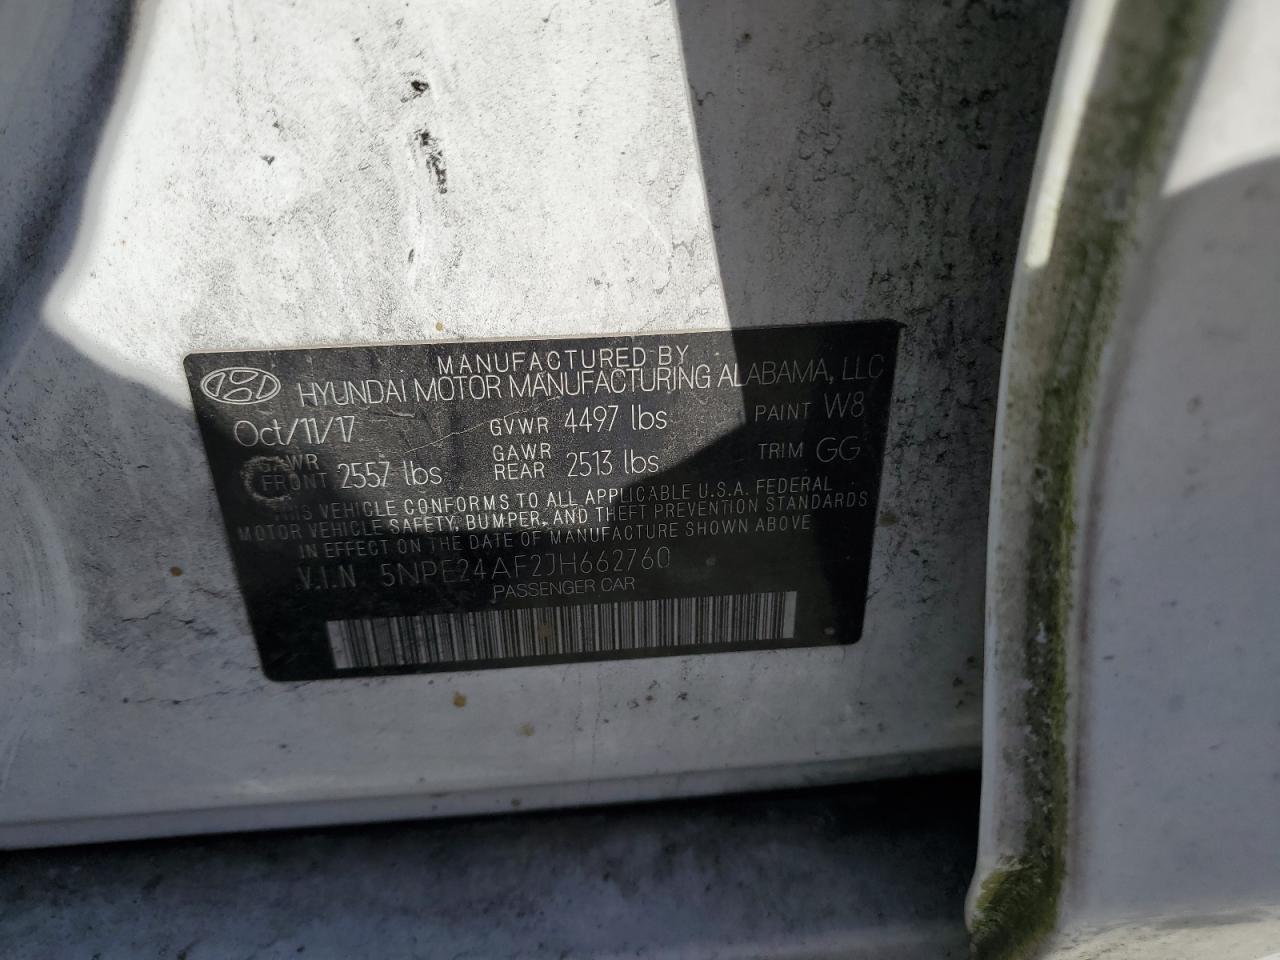 MANUFACTURED BY
HYUNDAI MOTOR MANUFACTURING ALABAMA, LLC
Oct/11/17 GVWR 4497 lbs PAINT W8
GAWR FRONT 2557 lbs GAWR REAR 2513 lbs TRIM GG
THIS VEHICLE CONFORMS TO ALL APPLICABLE U.S.A. FEDERAL
MOTOR VEHICLE SAFETY, BUMPER, AND THEFT PREVENTION STANDARDS
IN EFFECT ON THE DATE OF MANUFACTURE SHOWN ABOVE
V.I.N. 5NPE24AF2JH662760
PASSENGER CAR